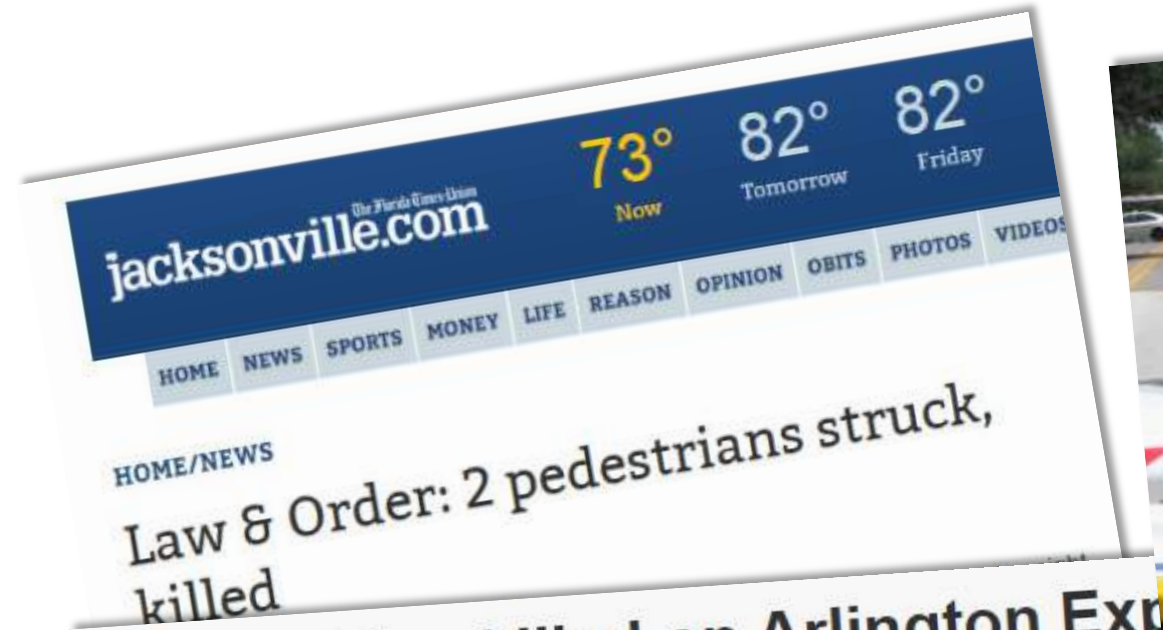 73° 82° 82°
Now Tomorrow Friday
The Florida Times-Union
jacksonville.com
HOME NEWS SPORTS MONEY LIFE REASON OPINION OBITS PHOTOS VIDEOS
HOME/NEWS
Law & Order: 2 pedestrians struck,
killed
Arlington Exp